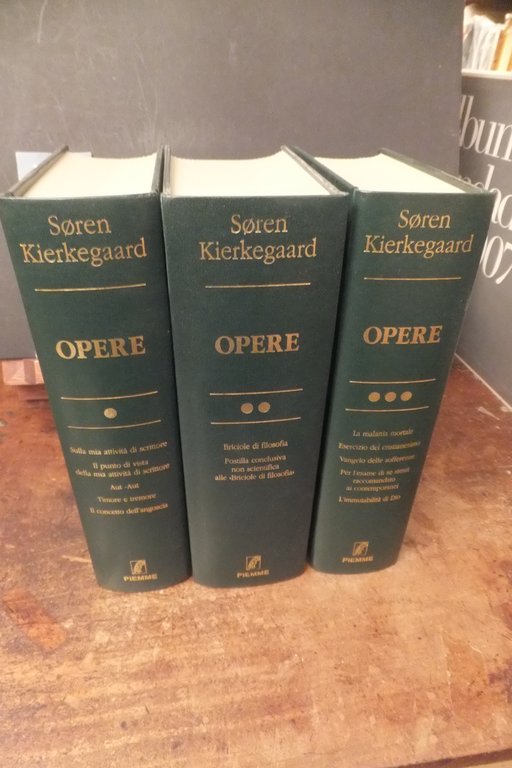 Søren
Kierkegaard
OPERE
Sulla mia attività di scrittore
Il punto di vista
della mia attività di scrittore
Aut-Aut
Timore e tremore
Il concetto dell'angoscia
PIEMME
Søren
Kierkegaard
OPERE
Briciole di filosofia
Postilla conclusiva
non scientifica
alle «Briciole di filosofia»
PIEMME
Søren
Kierkegaard
OPERE
La malattia mortale
Esercizio del cristianesimo
Vangelo delle sofferenze
Per l'esame di se stessi
raccomandato
ai contemporanei
L'immutabilità di Dio
PIEMME